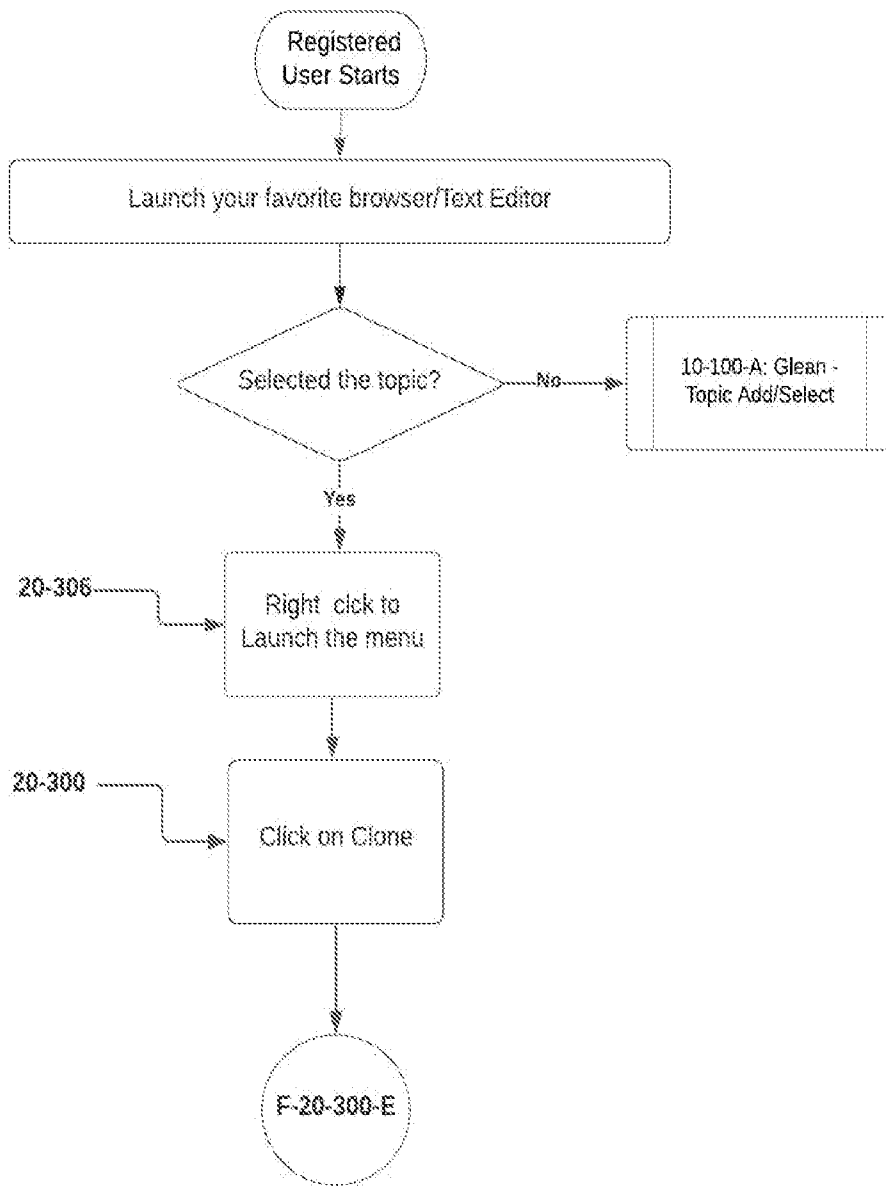 Registered
User Starts
Launch your favorite browser/Text Editor
Selected the topic?
No
10-100-A: Glean -
Topic Add/Select
Yes
20-306
Right clck to
Launch the menu
20-300
Click on Clone
F-20-300-E